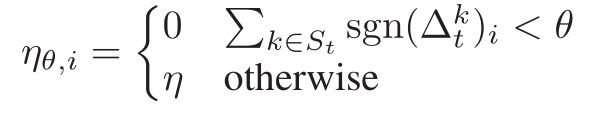 η_{θ,i} = { 0   ∑_{k∈S_t} sgn(Δ_t^k)_i < θ
η   otherwise